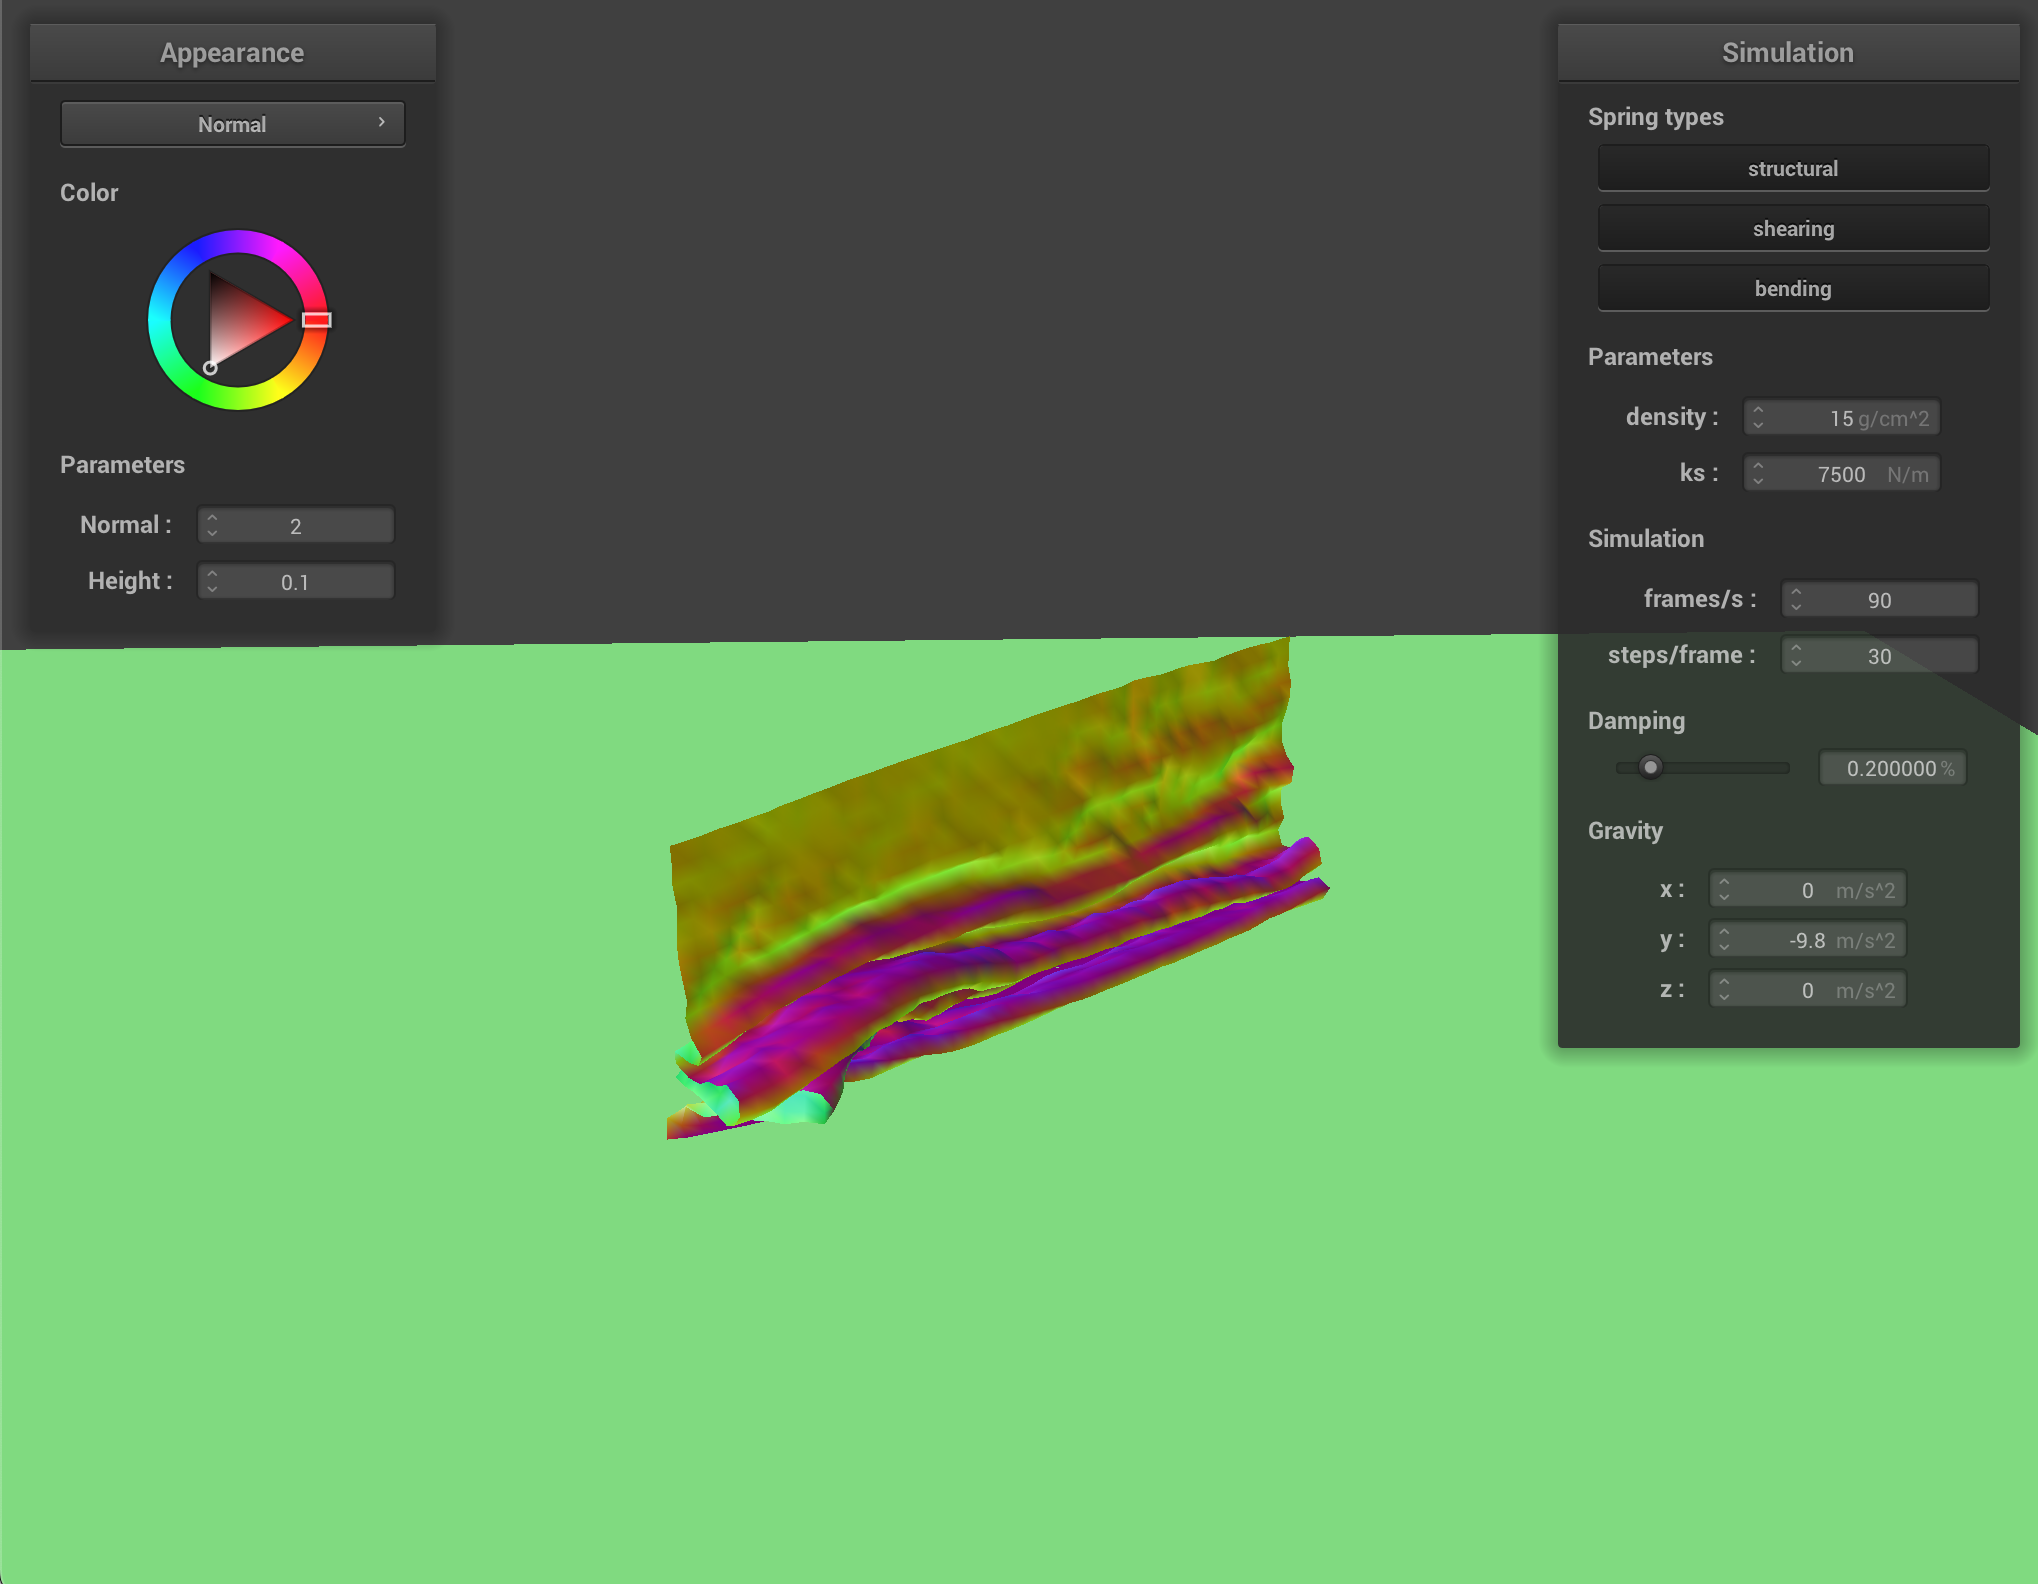 Appearance
Normal
Color
Parameters
Normal : 2
Height : 0.1
Simulation
Spring types
structural
shearing
bending
Parameters
density : 15 g/cm^2
ks : 7500 N/m
Simulation
frames/s : 90
steps/frame : 30
Damping
0.200000 %
Gravity
x : 0 m/s^2
y : -9.8 m/s^2
z : 0 m/s^2